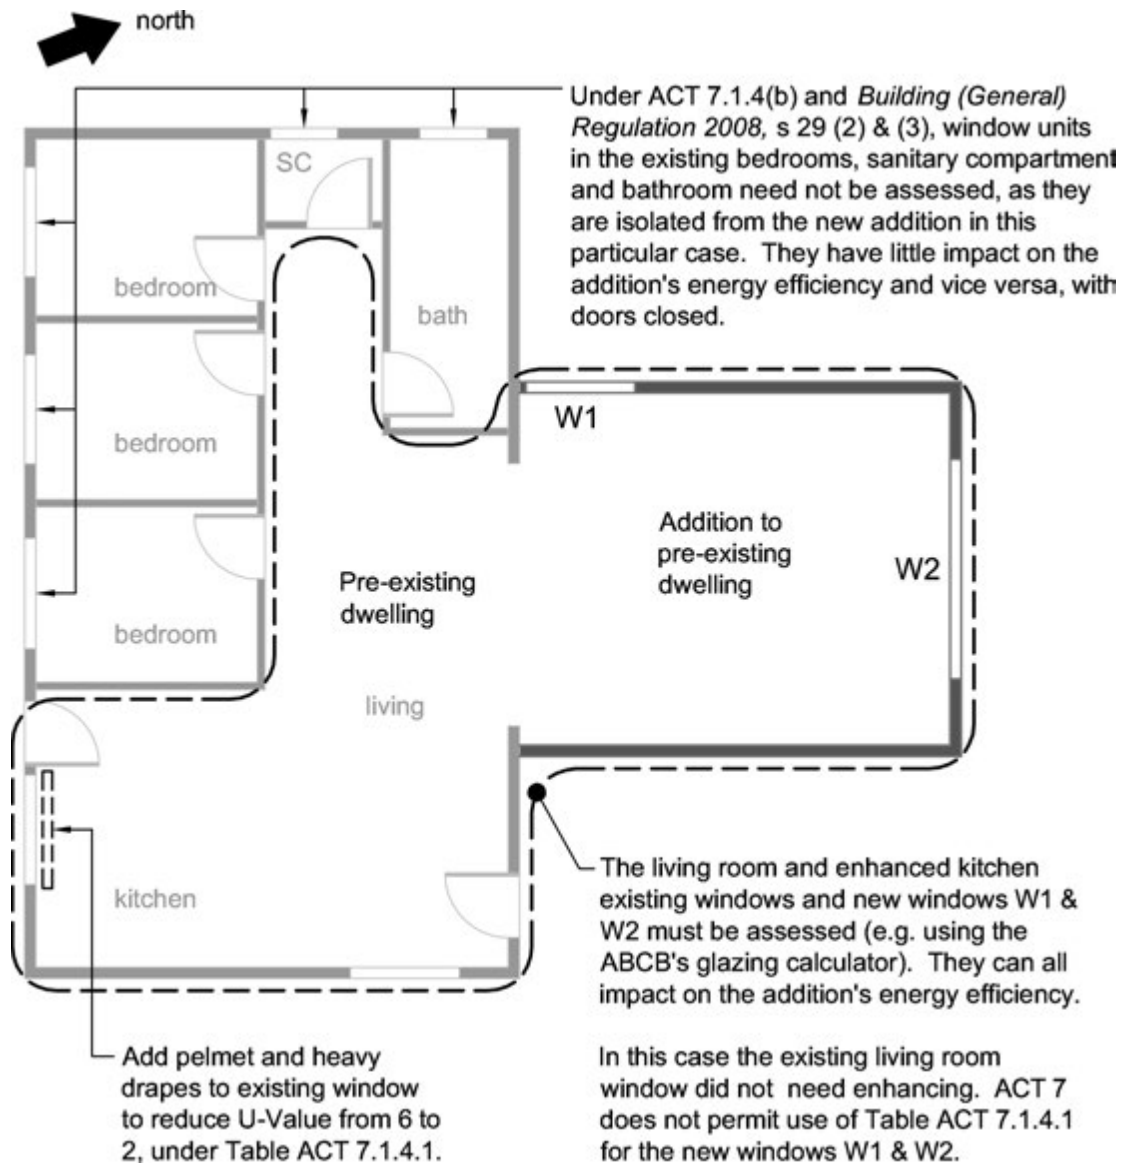 north
Under ACT 7.1.4(b) and Building (General)
Regulation 2008, s 29 (2) & (3), window units
in the existing bedrooms, sanitary compartment
and bathroom need not be assessed, as they
are isolated from the new addition in this
particular case. They have little impact on the
addition's energy efficiency and vice versa, with
doors closed.
SC
bedroom
bath
W1
bedroom
Addition to
pre-existing
dwelling
W2
Pre-existing
dwelling
bedroom
living
kitchen
The living room and enhanced kitchen
existing windows and new windows W1 &
W2 must be assessed (e.g. using the
ABCB's glazing calculator). They can all
impact on the addition's energy efficiency.
Add pelmet and heavy
drapes to existing window
to reduce U-Value from 6 to
2, under Table ACT 7.1.4.1.
In this case the existing living room
window did not need enhancing. ACT 7
does not permit use of Table ACT 7.1.4.1
for the new windows W1 & W2.